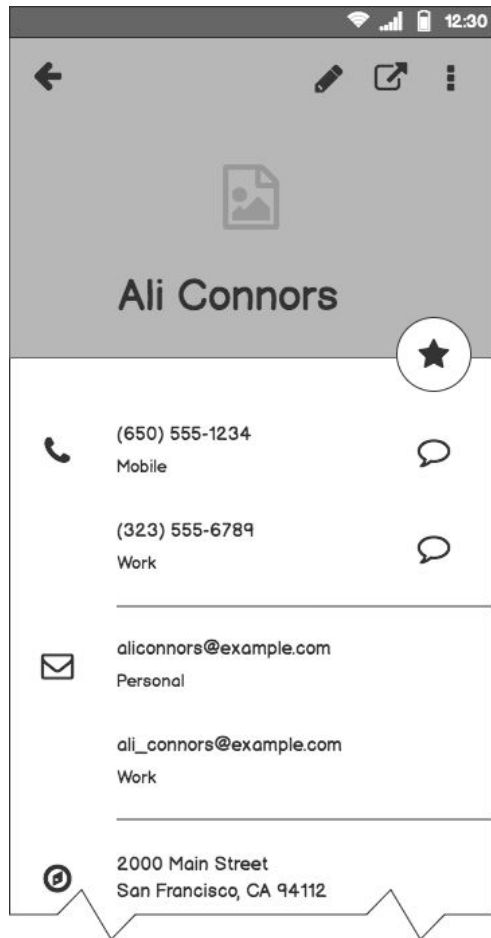 12:30
Ali Connors
(650) 555-1234
Mobile
(323) 555-6789
Work
aliconnors@example.com
Personal
ali_connors@example.com
Work
2000 Main Street
San Francisco, CA 94112